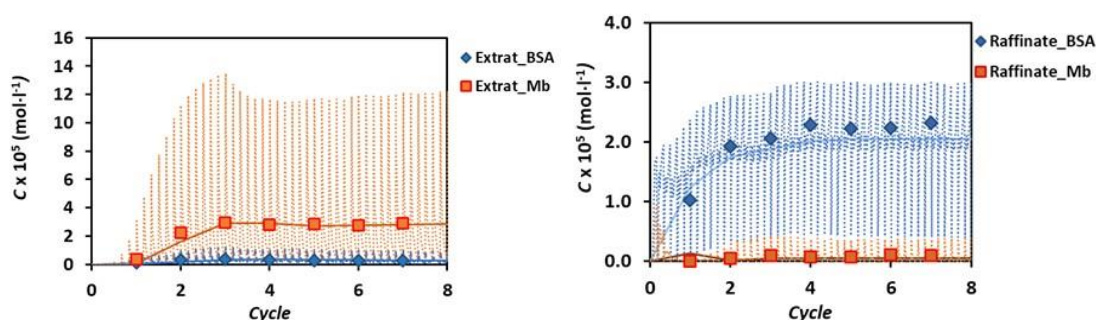 16
14
12
10
8
6
4
2
0
C x 10⁵ (mol·l⁻¹)
0 2 4 6 8
Cycle
Extrat_BSA
Extrat_Mb
4.0
3.0
2.0
1.0
0.0
C x 10⁵ (mol·l⁻¹)
0 2 4 6 8
Cycle
Raffinate_BSA
Raffinate_Mb